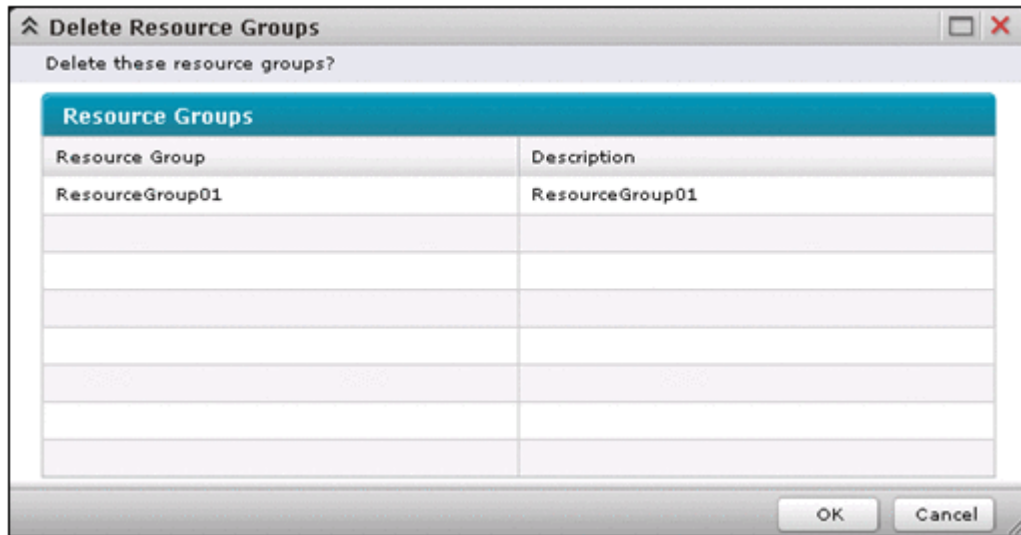 Delete Resource Groups
Delete these resource groups?
Resource Groups
Resource Group Description
ResourceGroup01 ResourceGroup01
OK Cancel